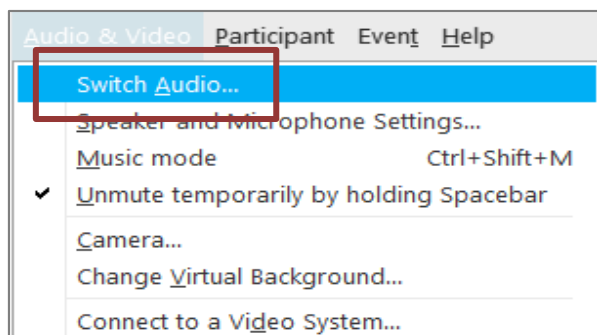 Audio & Video Participant Event Help
Switch Audio...
Speaker and Microphone Settings...
Music mode Ctrl+Shift+M
Unmute temporarily by holding Spacebar
Camera...
Change Virtual Background...
Connect to a Video System...